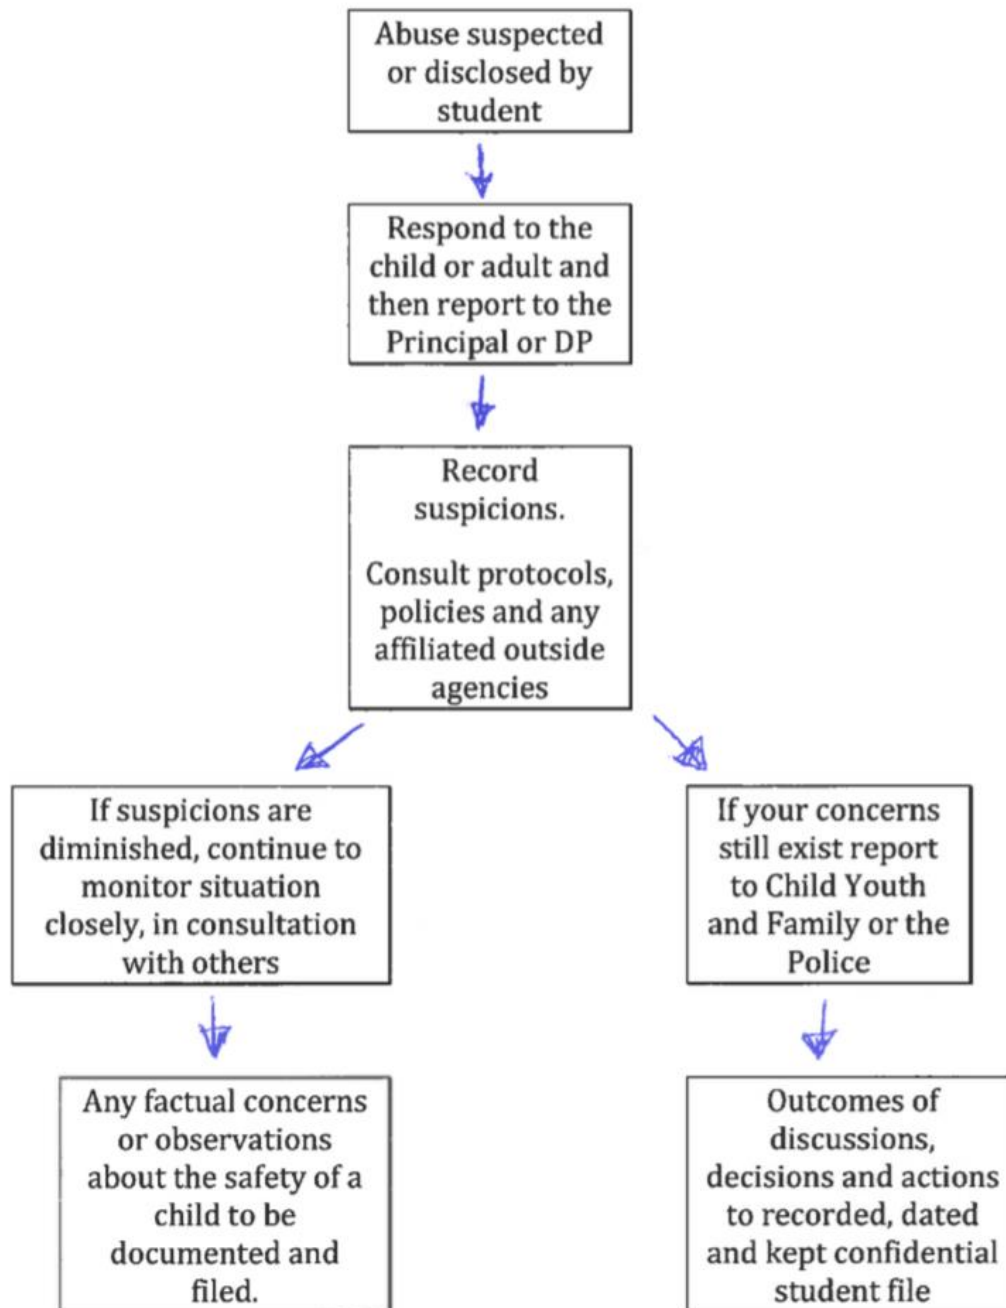 Abuse suspected
or disclosed by
student
Respond to the
child or adult and
then report to the
Principal or DP
Record
suspicions.
Consult protocols,
policies and any
affiliated outside
agencies
If suspicions are
diminished, continue to
monitor situation
closely, in consultation
with others
If your concerns
still exist report
to Child Youth
and Family or the
Police
Any factual concerns
or observations
about the safety of a
child to be
documented and
filed.
Outcomes of
discussions,
decisions and actions
to recorded, dated
and kept confidential
student file